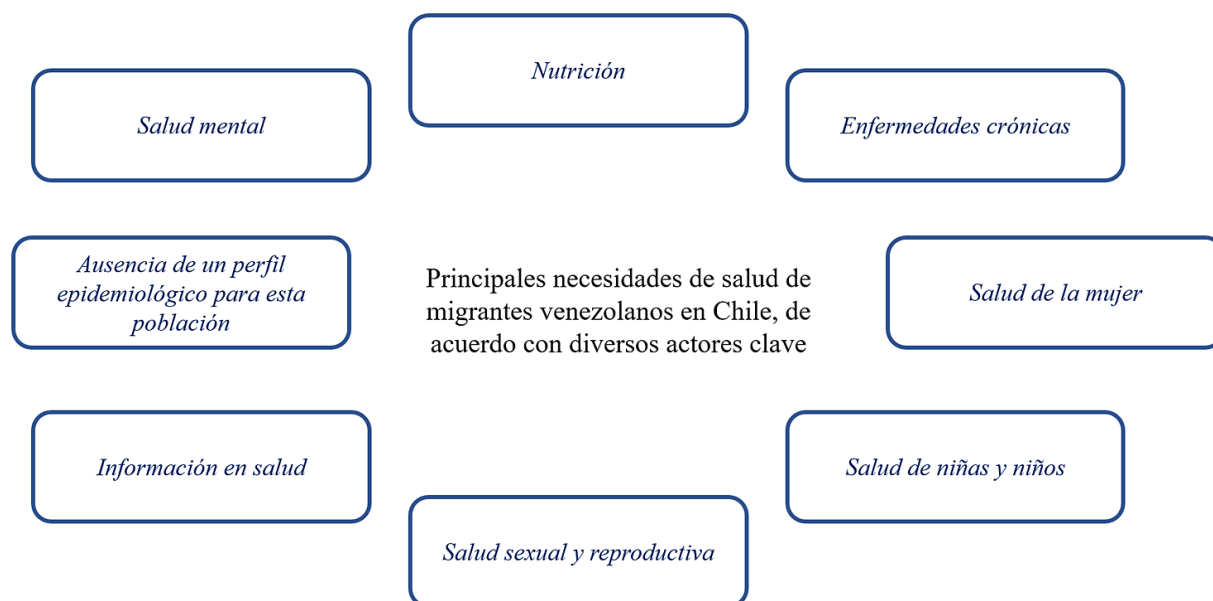 Nutrición
Salud mental
Enfermedades crónicas
Ausencia de un perfil
epidemiológico para esta
población
Principales necesidades de salud de
migrantes venezolanos en Chile, de
acuerdo con diversos actores clave
Salud de la mujer
Información en salud
Salud de niñas y niños
Salud sexual y reproductiva